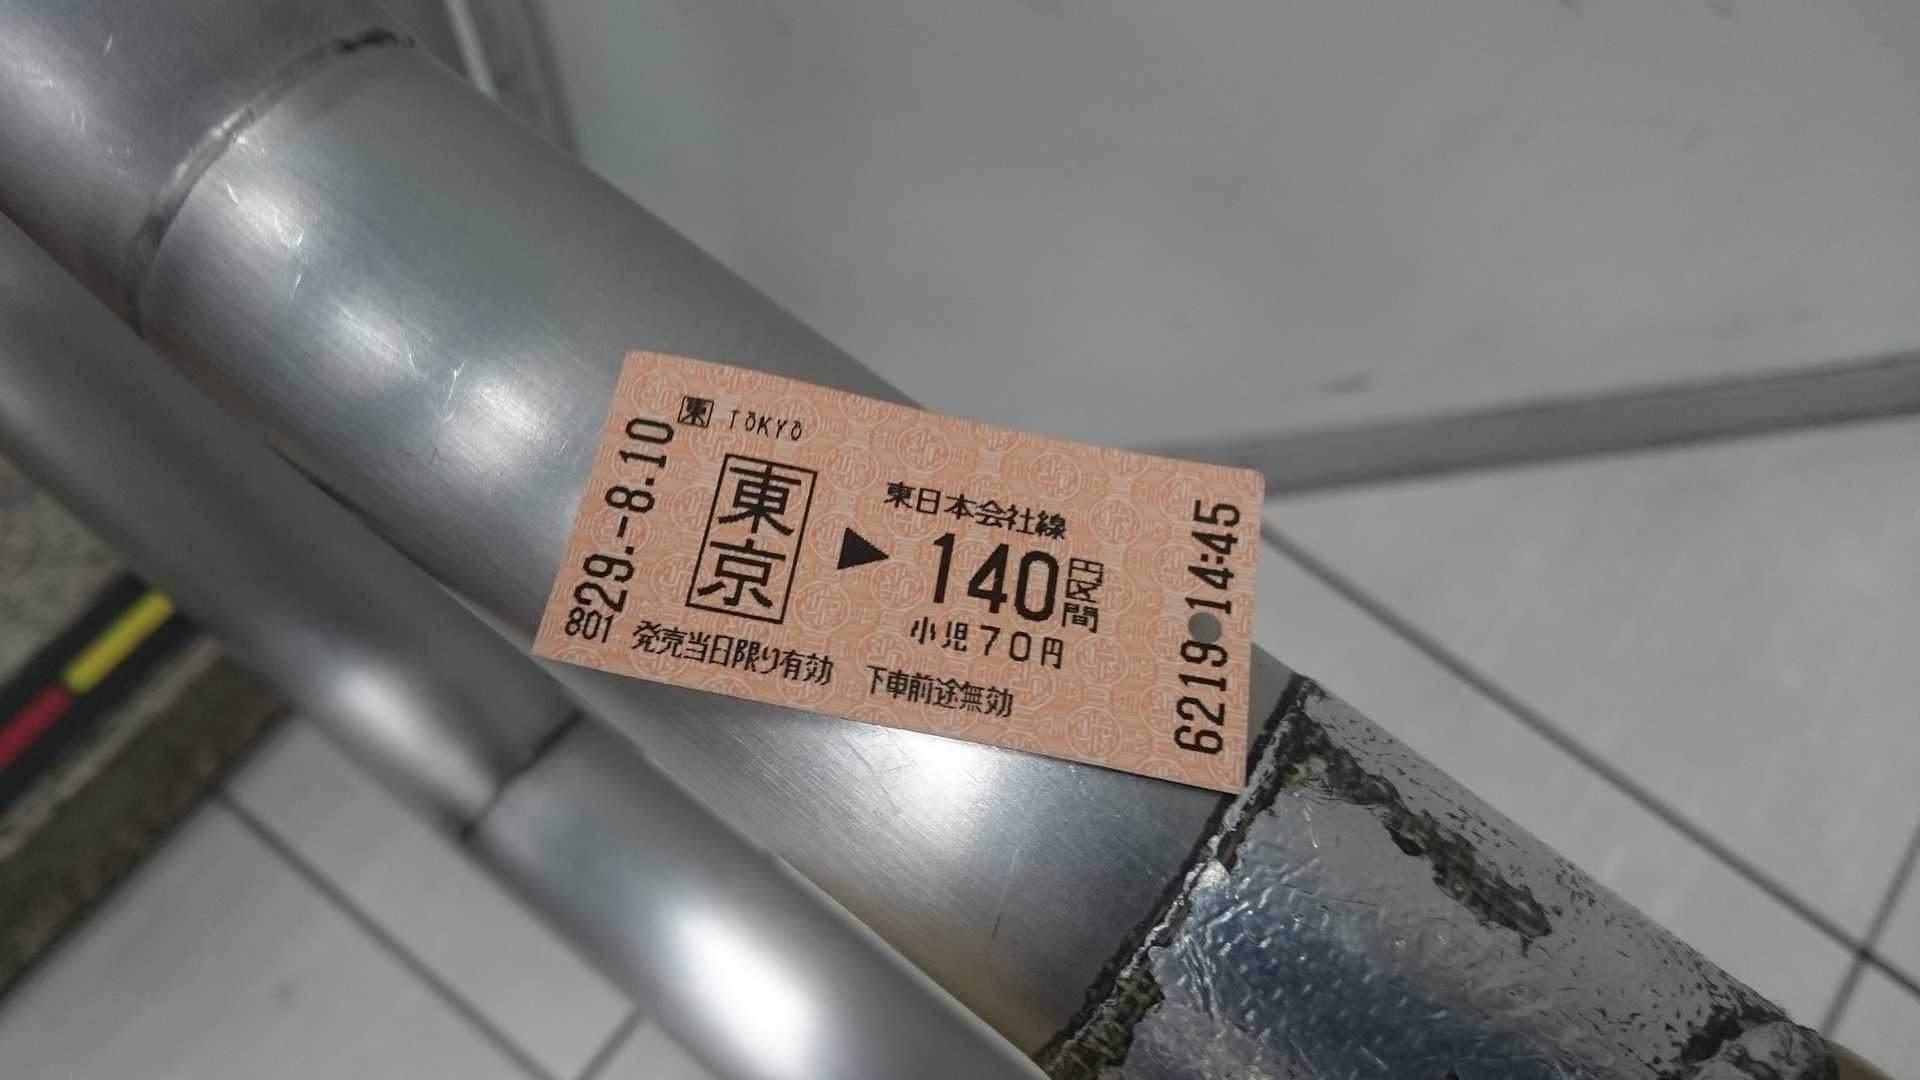 東 TŌKYŌ
29.-8.10
801
東京
▶
東日本会社線
140円区間
小児70円
発売当日限り有効 下車前途無効
6219●14:45